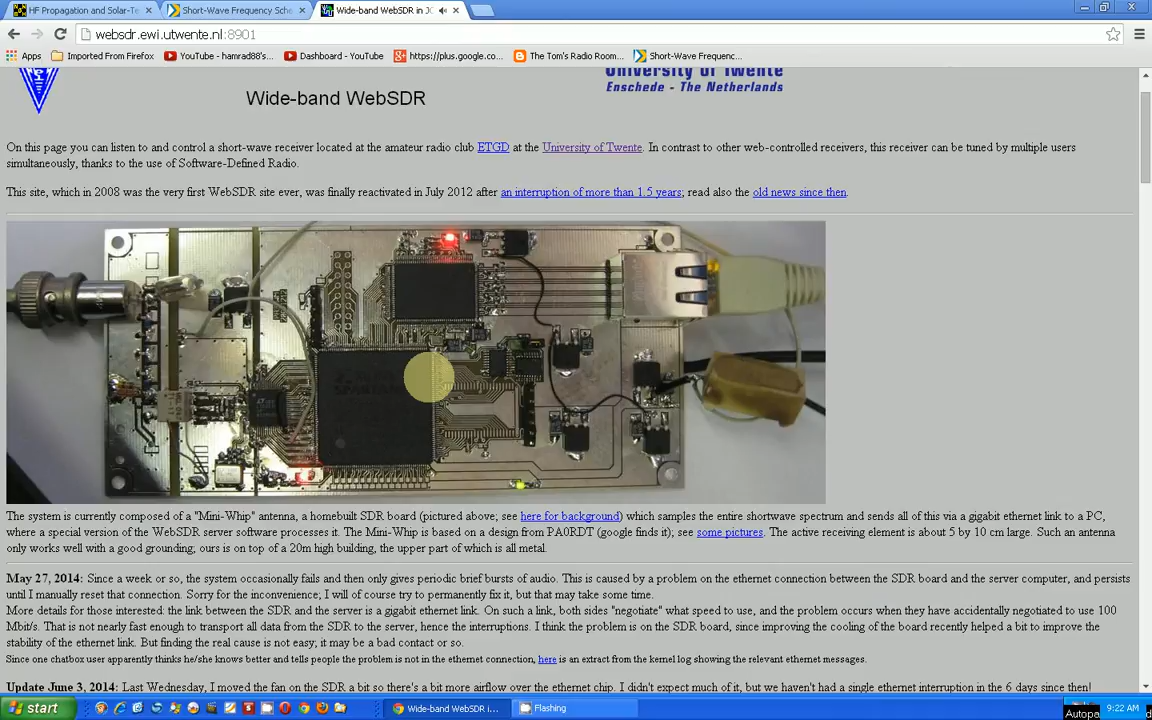 HF Propagation and Solar-Te
Short-Wave Frequency Sche
Wide-band WebSDR in JO
websdr.ewi.utwente.nl:8901
Apps
Imported From Firefox
YouTube - hamrad88's...
Dashboard - YouTube
https://plus.google.co...
The Tom's Radio Room...
Short-Wave Frequenc...
University of Twente
Enschede - The Netherlands
Wide-band WebSDR
On this page you can listen to and control a short-wave receiver located at the amateur radio club ETGD at the University of Twente. In contrast to other web-controlled receivers, this receiver can be tuned by multiple users
simultaneously, thanks to the use of Software-Defined Radio.
This site, which in 2008 was the very first WebSDR site ever, was finally reactivated in July 2012 after an interruption of more than 1.5 years; read also the old news since then.
The system is currently composed of a "Mini-Whip" antenna, a homebuilt SDR board (pictured above; see here for background) which samples the entire shortwave spectrum and sends all of this via a gigabit ethernet link to a PC,
where a special version of the WebSDR server software processes it. The Mini-Whip is based on a design from PA0RDT (google finds it); see some pictures. The active receiving element is about 5 by 10 cm large. Such an antenna
only works well with a good grounding; ours is on top of a 20m high building, the upper part of which is all metal.
May 27, 2014: Since a week or so, the system occasionally fails and then only gives periodic brief bursts of audio. This is caused by a problem on the ethernet connection between the SDR board and the server computer, and persists
until I manually reset that connection. Sorry for the inconvenience; I will of course try to permanently fix it, but that may take some time.
More details for those interested: the link between the SDR and the server is a gigabit ethernet link. On such a link, both sides "negotiate" what speed to use, and the problem occurs when they have accidentally negotiated to use 100
Mbit/s. That is not nearly fast enough to transport all data from the SDR to the server, hence the interruptions. I think the problem is on the SDR board, since improving the cooling of the board recently helped a bit to improve the
stability of the ethernet link. But finding the real cause is not easy; it may be a bad contact or so.
Since one chatbox user apparently thinks he/she knows better and tells people the problem is not in the ethernet connection, here is an extract from the kernel log showing the relevant ethernet messages.
Update June 3, 2014: Last Wednesday, I moved the fan on the SDR a bit so there's a bit more airflow over the ethernet chip. I didn't expect much of it, but we haven't had a single ethernet interruption in the 6 days since then!
start
Wide-band WebSDR i...
Flashing
9:22 AM
Autopa